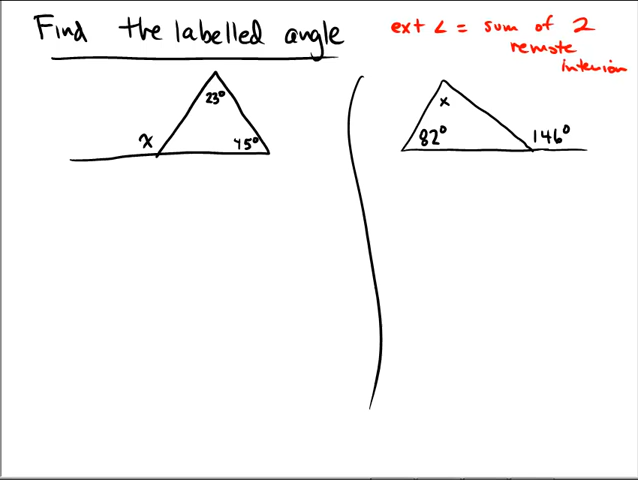 Find the labelled angle
ext ∠ = sum of 2
remote
interior
23°
x
45°
x
82°
146°